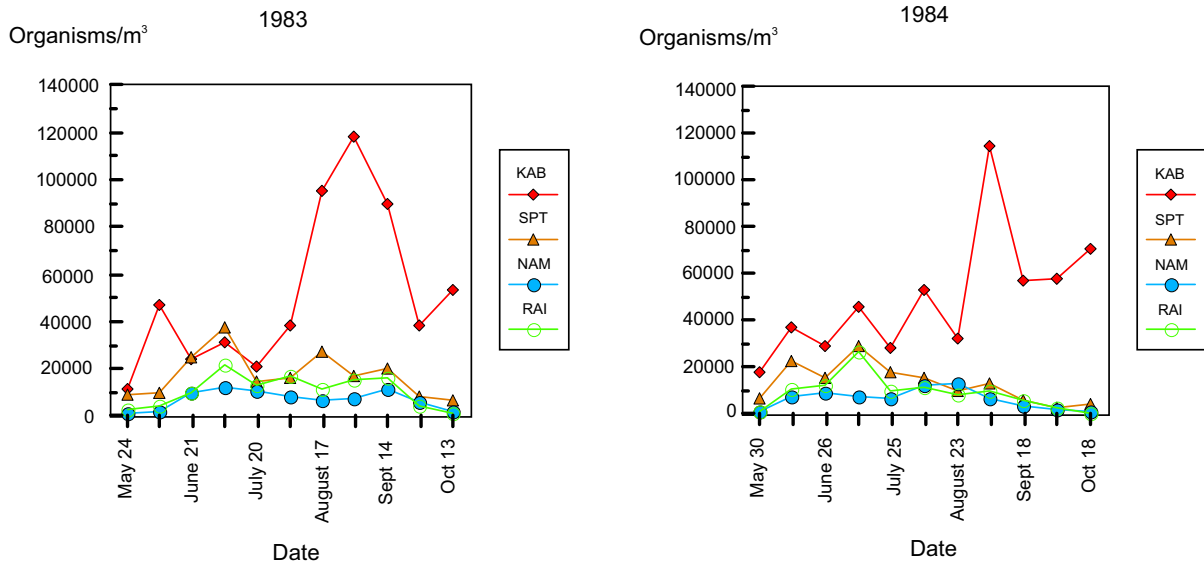 1983
Organisms/m³
140000
120000
100000
80000
60000
40000
20000
0
May 24
June 21
July 20
August 17
Sept 14
Oct 13
Date
KAB
SPT
NAM
RAI
1984
Organisms/m³
140000
120000
100000
80000
60000
40000
20000
0
May 30
June 26
July 25
August 23
Sept 18
Oct 18
Date
KAB
SPT
NAM
RAI